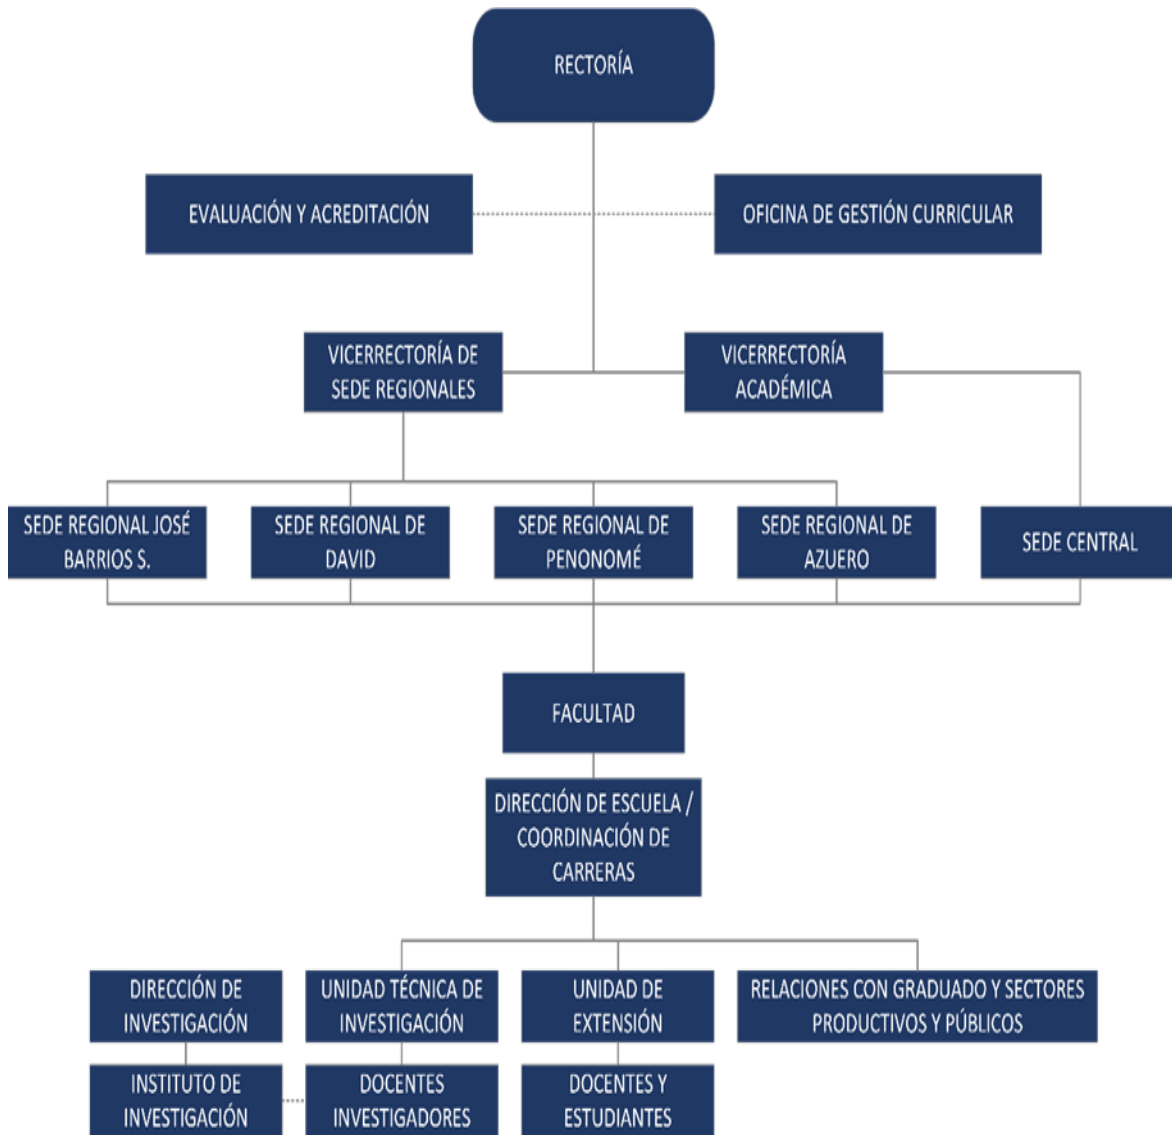 RECTORÍA
EVALUACIÓN Y ACREDITACIÓN
OFICINA DE GESTIÓN CURRICULAR
VICERRECTORÍA DE
SEDE REGIONALES
VICERRECTORÍA
ACADÉMICA
SEDE REGIONAL JOSÉ
BARRIOS S.
SEDE REGIONAL DE
DAVID
SEDE REGIONAL DE
PENONOMÉ
SEDE REGIONAL DE
AZUERO
SEDE CENTRAL
FACULTAD
DIRECCIÓN DE ESCUELA /
COORDINACIÓN DE
CARRERAS
DIRECCIÓN DE
INVESTIGACIÓN
UNIDAD TÉCNICA DE
INVESTIGACIÓN
UNIDAD DE
EXTENSIÓN
RELACIONES CON GRADUADO Y SECTORES
PRODUCTIVOS Y PÚBLICOS
INSTITUTO DE
INVESTIGACIÓN
DOCENTES
INVESTIGADORES
DOCENTES Y
ESTUDIANTES